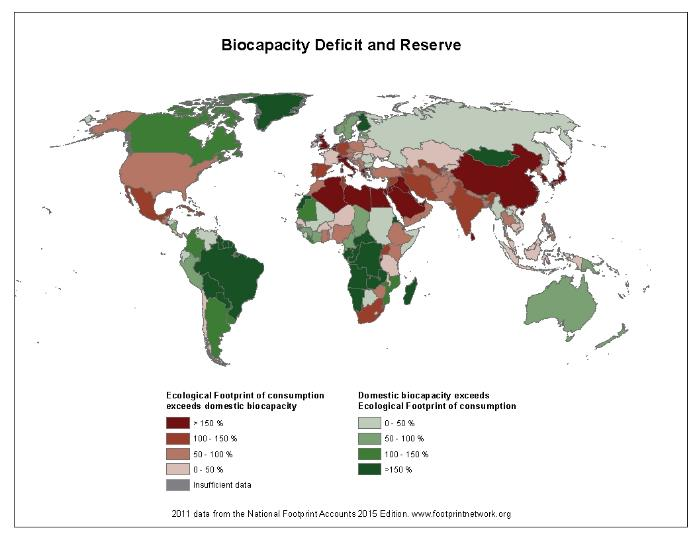 Biocapacity Deficit and Reserve
Ecological Footprint of consumption
exceeds domestic biocapacity
> 150 %
100 - 150 %
50 - 100 %
0 - 50 %
Insufficient data
Domestic biocapacity exceeds
Ecological Footprint of consumption
0 - 50 %
50 - 100 %
100 - 150 %
>150 %
2011 data from the National Footprint Accounts 2015 Edition. www.footprintnetwork.org